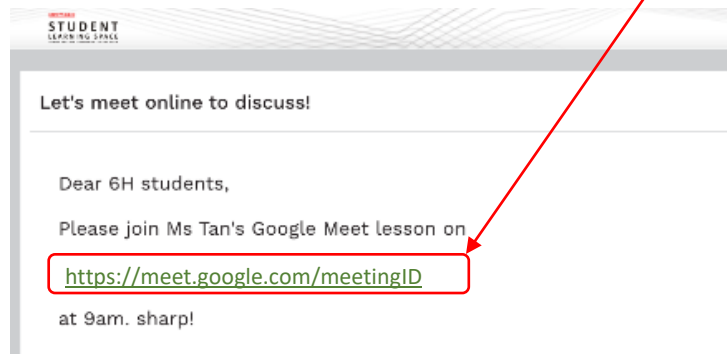 STUDENT
LEARNING SPACE
Let's meet online to discuss!
Dear 6H students,
Please join Ms Tan's Google Meet lesson on
https://meet.google.com/meetingID
at 9am. sharp!